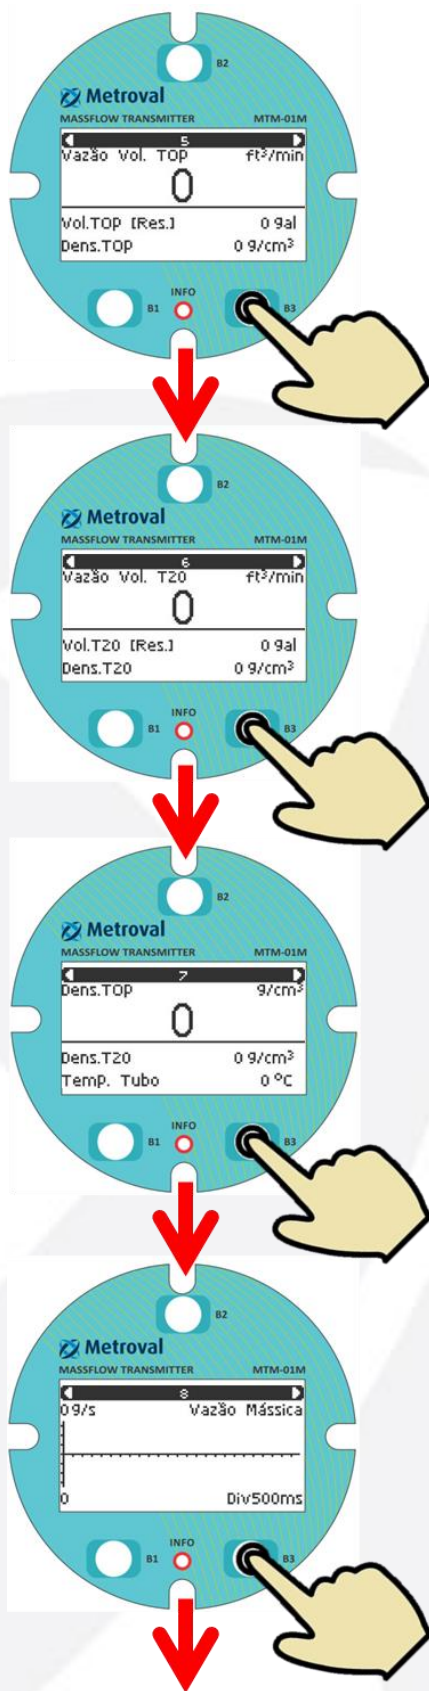 B2
Metroval
MASSFLOW TRANSMITTER MTM-01M
5
Vazão Vol. TOP ft³/min
0
Vol.TOP [Res.] 0 gal
Dens.TOP 0 g/cm³
INFO
B1 B3
B2
Metroval
MASSFLOW TRANSMITTER MTM-01M
6
Vazão Vol. T20 ft³/min
0
Vol.T20 [Res.] 0 gal
Dens.T20 0 g/cm³
INFO
B1 B3
B2
Metroval
MASSFLOW TRANSMITTER MTM-01M
7
Dens.TOP g/cm³
0
Dens.T20 0 g/cm³
Temp. Tubo 0 ºC
INFO
B1 B3
B2
Metroval
MASSFLOW TRANSMITTER MTM-01M
8
0 g/s Vazão Mássica
0 Div500ms
INFO
B1 B3